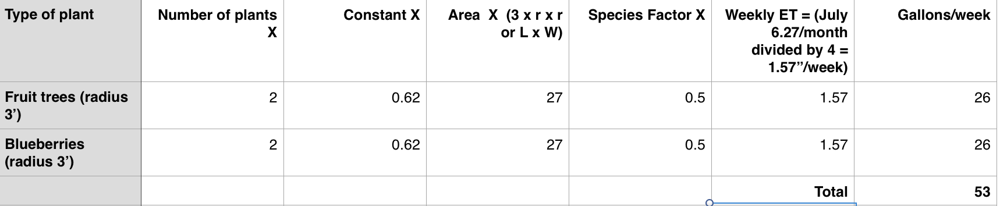 Type of plant
Number of plants
X
Constant X
Area  X  (3 x r x r
or L x W)
Species Factor X
Weekly ET = (July
6.27/month
divided by 4 =
1.57”/week)
Gallons/week
Fruit trees (radius
3’)
2
0.62
27
0.5
1.57
26
Blueberries
(radius 3’)
2
0.62
27
0.5
1.57
26
Total
53